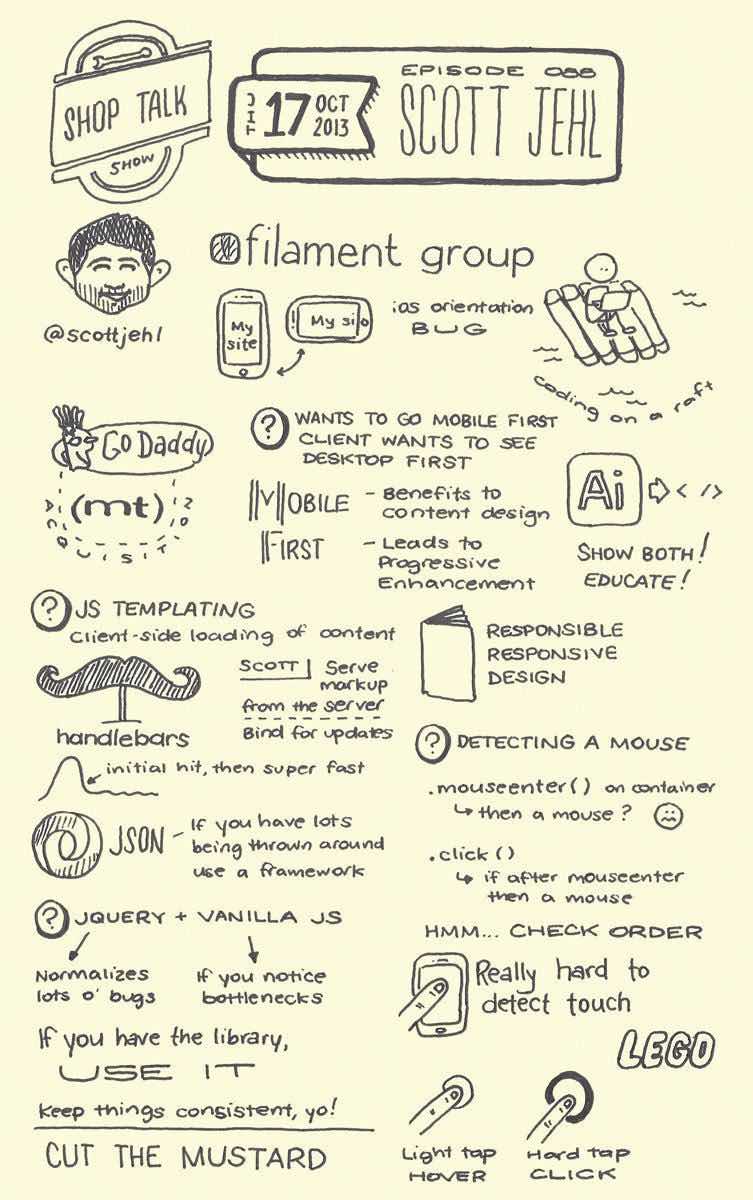 SHOP TALK
SHOW
JIT 17 OCT 2013
EPISODE 088
SCOTT JEHL
@scottjehl
filament group
My site
My si
ios orientation
BUG
coding on a raft
GO Daddy
(mt)
? WANTS TO GO MOBILE FIRST
CLIENT WANTS TO SEE
DESKTOP FIRST
MOBILE
FIRST
- Benefits to
content design
- Leads to
Progressive
Enhancement
Ai
< />
SHOW BOTH!
EDUCATE!
? JS TEMPLATING
Client-side loading of content
handlebars
SCOTT
Serve
markup
from the server
Bind for updates
initial hit, then super fast
JSON - If you have lots
being thrown around
use a framework
? JQUERY + VANILLA JS
Normalizes
lots o' bugs
If you notice
bottlenecks
If you have the library,
USE IT
Keep things consistent, yo!
CUT THE MUSTARD
RESPONSIBLE
RESPONSIVE
DESIGN
? DETECTING A MOUSE
.mouseenter() on container
then a mouse?
.click()
if after mouseenter
then a mouse
HMM... CHECK ORDER
Really hard to
detect touch
LEGO
Light tap
HOVER
Hard tap
CLICK